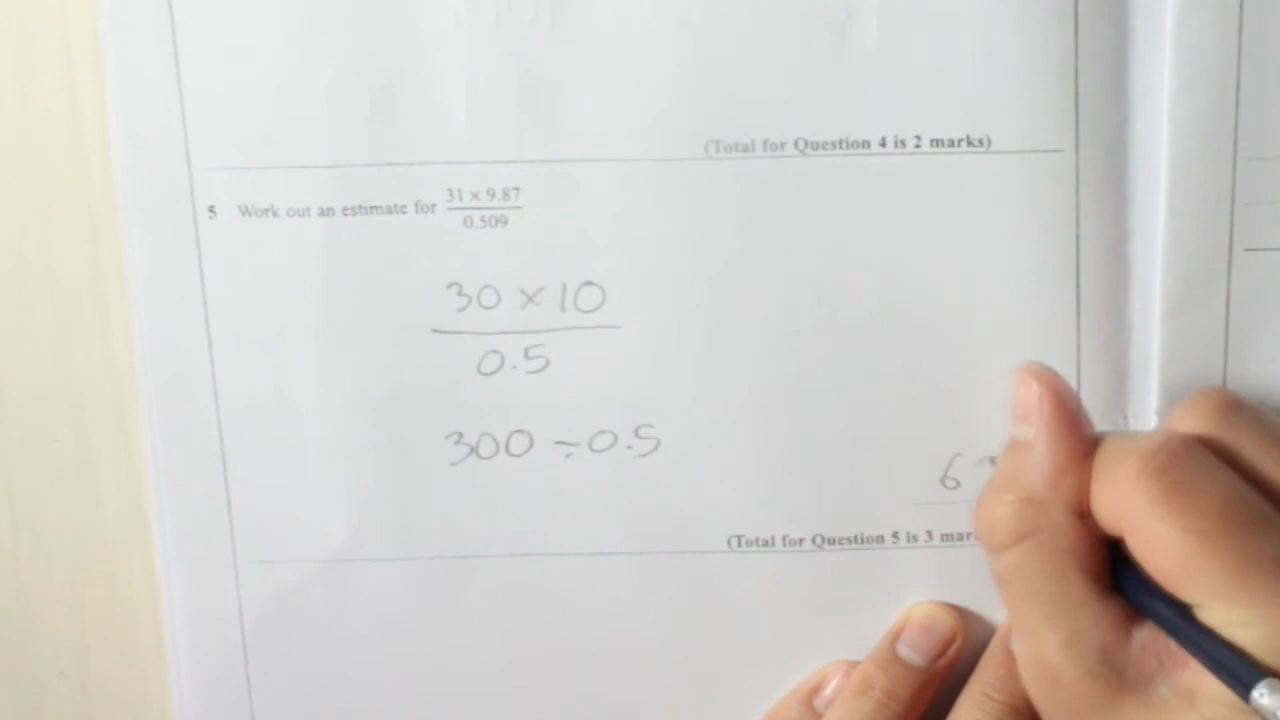 (Total for Question 4 is 2 marks)
5 Work out an estimate for 31 × 9.87
0.509
30 × 10
0.5
300 ÷ 0.5
6
(Total for Question 5 is 3